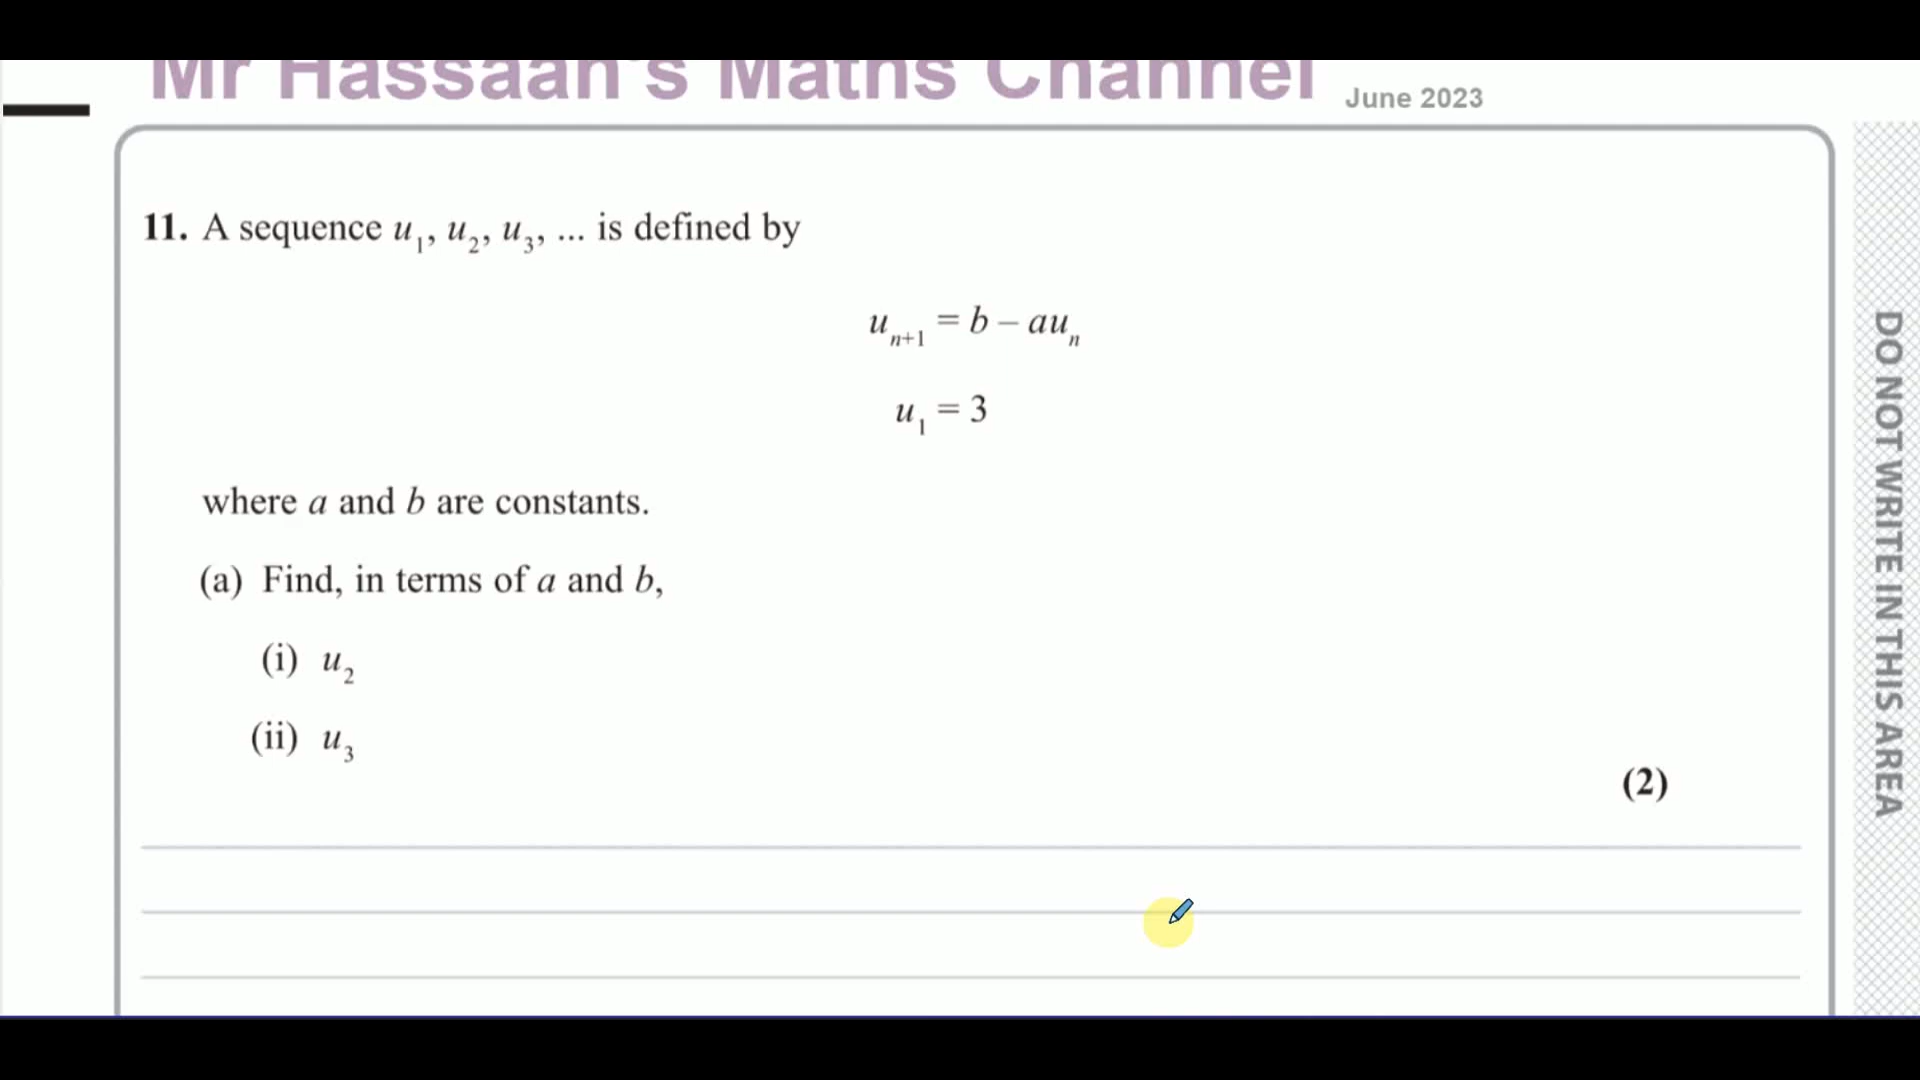 Mr Hassaan's Maths Channel
June 2023
11. A sequence u₁, u₂, u₃, ... is defined by
uₙ₊₁ = b – auₙ
u₁ = 3
where a and b are constants.
(a) Find, in terms of a and b,
(i) u₂
(ii) u₃
(2)
DO NOT WRITE IN THIS AREA